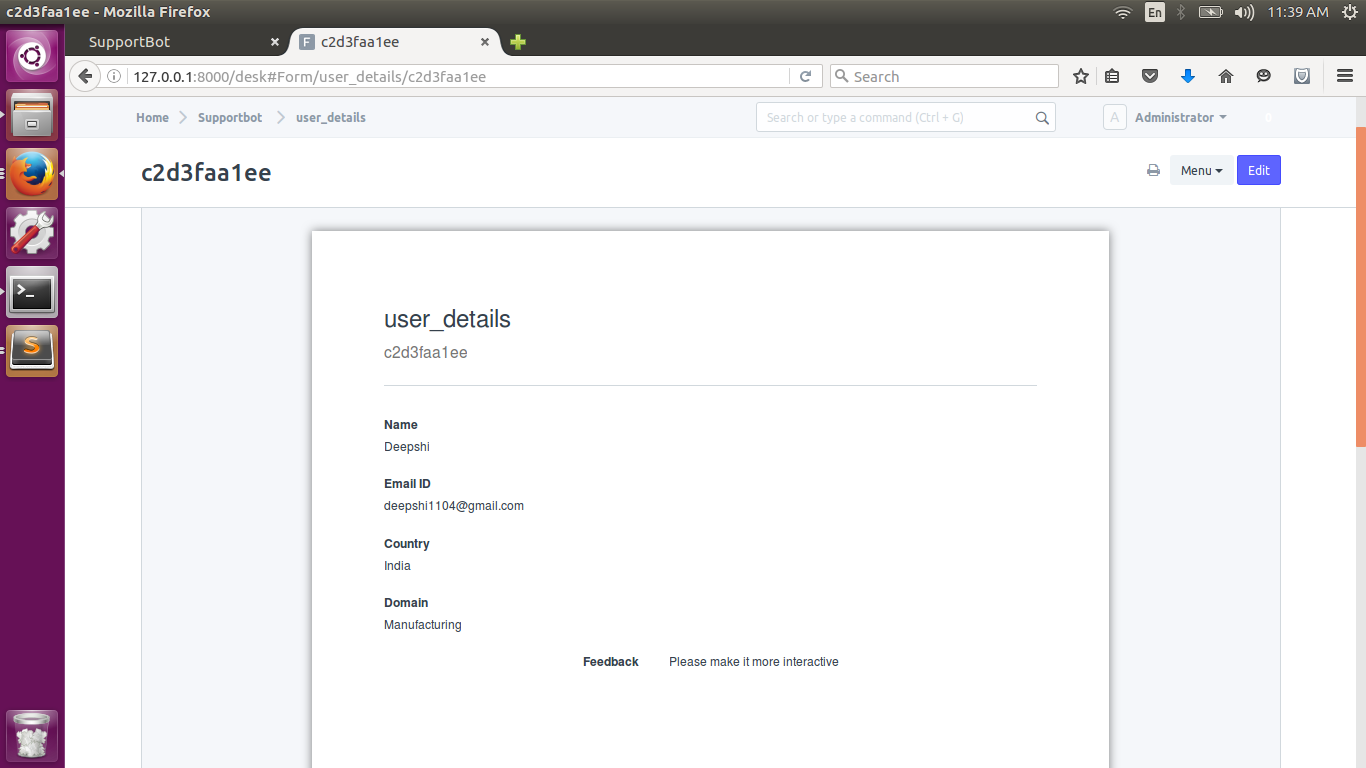 c2d3faa1ee - Mozilla Firefox
En
11:39 AM
SupportBot
F c2d3faa1ee
127.0.0.1:8000/desk#Form/user_details/c2d3faa1ee
Search
Home Supportbot user_details
Search or type a command (Ctrl + G)
A Administrator
0
c2d3faa1ee
Menu
Edit
user_details
c2d3faa1ee
Name
Deepshi
Email ID
deepshi1104@gmail.com
Country
India
Domain
Manufacturing
Feedback Please make it more interactive